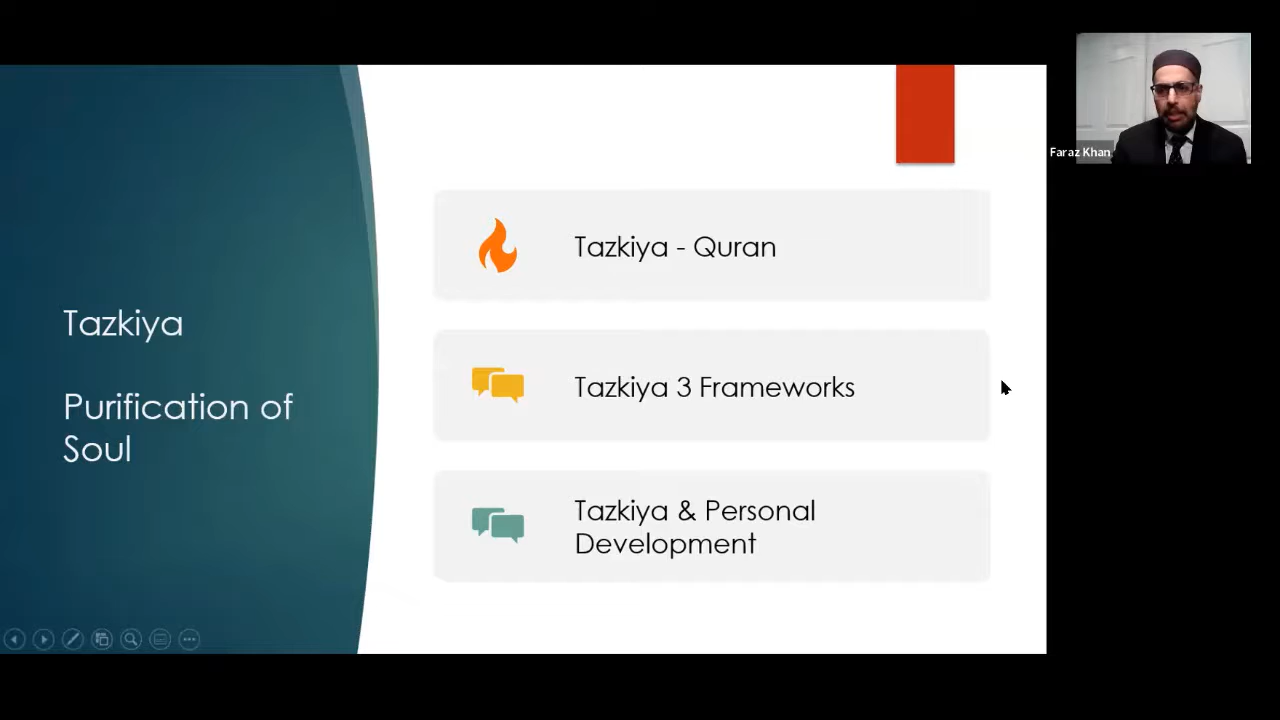 Tazkiya
Purification of
Soul
Tazkiya - Quran
Tazkiya 3 Frameworks
Tazkiya & Personal
Development
Faraz Khan